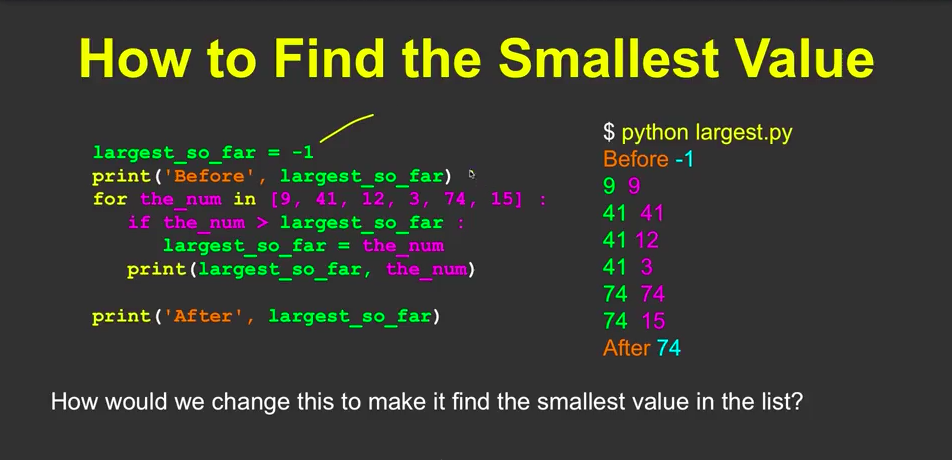 How to Find the Smallest Value
largest_so_far = -1
print('Before', largest_so_far)
for the_num in [9, 41, 12, 3, 74, 15] :
if the_num > largest_so_far :
largest_so_far = the_num
print(largest_so_far, the_num)
print('After', largest_so_far)
$ python largest.py
Before -1
9 9
41 41
41 12
41 3
74 74
74 15
After 74
How would we change this to make it find the smallest value in the list?